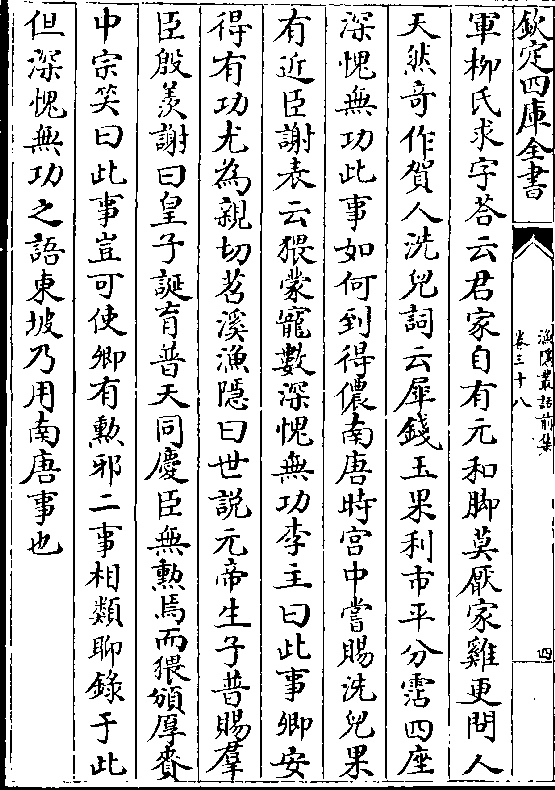 欽定四庫全書
漁隱叢話前集
卷三十八
四
軍柳氏求字荅云君家自有元和脚莫厭家雞更問人
天然奇作賀人洗兒詞云犀錢玉果利市平分霑四座
深愧無功此事如何到得儂南唐時宮中嘗賜洗兒果
有近臣謝表云猥蒙寵數深愧無功李主曰此事卿安
得有功尤為親切苕溪漁隱曰世説元帝生子普賜羣
臣殷羨謝曰皇子誕育普天同慶臣無勲焉而猥頒厚賚
中宗笑曰此事豈可使卿有勲邪二事相類聊錄于此
但深愧無功之語東坡乃用南唐事也